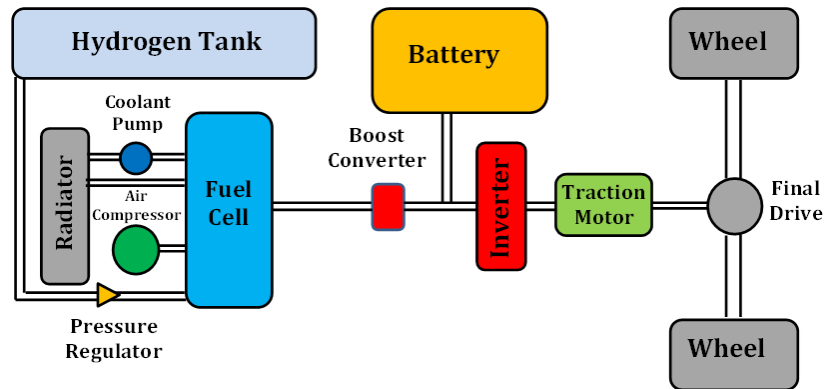 Hydrogen Tank
Battery
Wheel
Coolant
Pump
Boost
Converter
Radiator
Air
Compressor
Fuel
Cell
Inverter
Traction
Motor
Final
Drive
Pressure
Regulator
Wheel